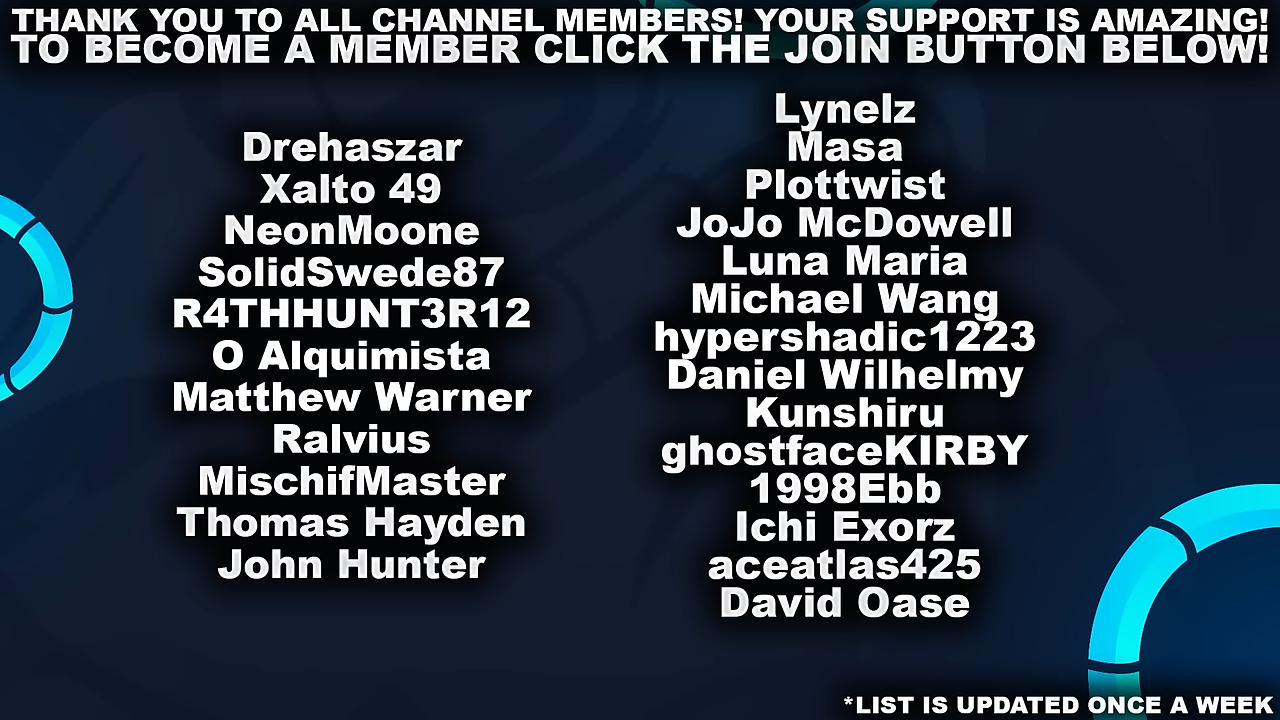 THANK YOU TO ALL CHANNEL MEMBERS! YOUR SUPPORT IS AMAZING!
TO BECOME A MEMBER CLICK THE JOIN BUTTON BELOW!
Drehaszar
Xalto 49
NeonMoone
SolidSwede87
R4THHUNT3R12
O Alquimista
Matthew Warner
Ralvius
MischifMaster
Thomas Hayden
John Hunter
Lynelz
Masa
Plottwist
JoJo McDowell
Luna Maria
Michael Wang
hypershadic1223
Daniel Wilhelmy
Kunshiru
ghostfaceKIRBY
1998Ebb
Ichi Exorz
aceatlas425
David Oase
*LIST IS UPDATED ONCE A WEEK